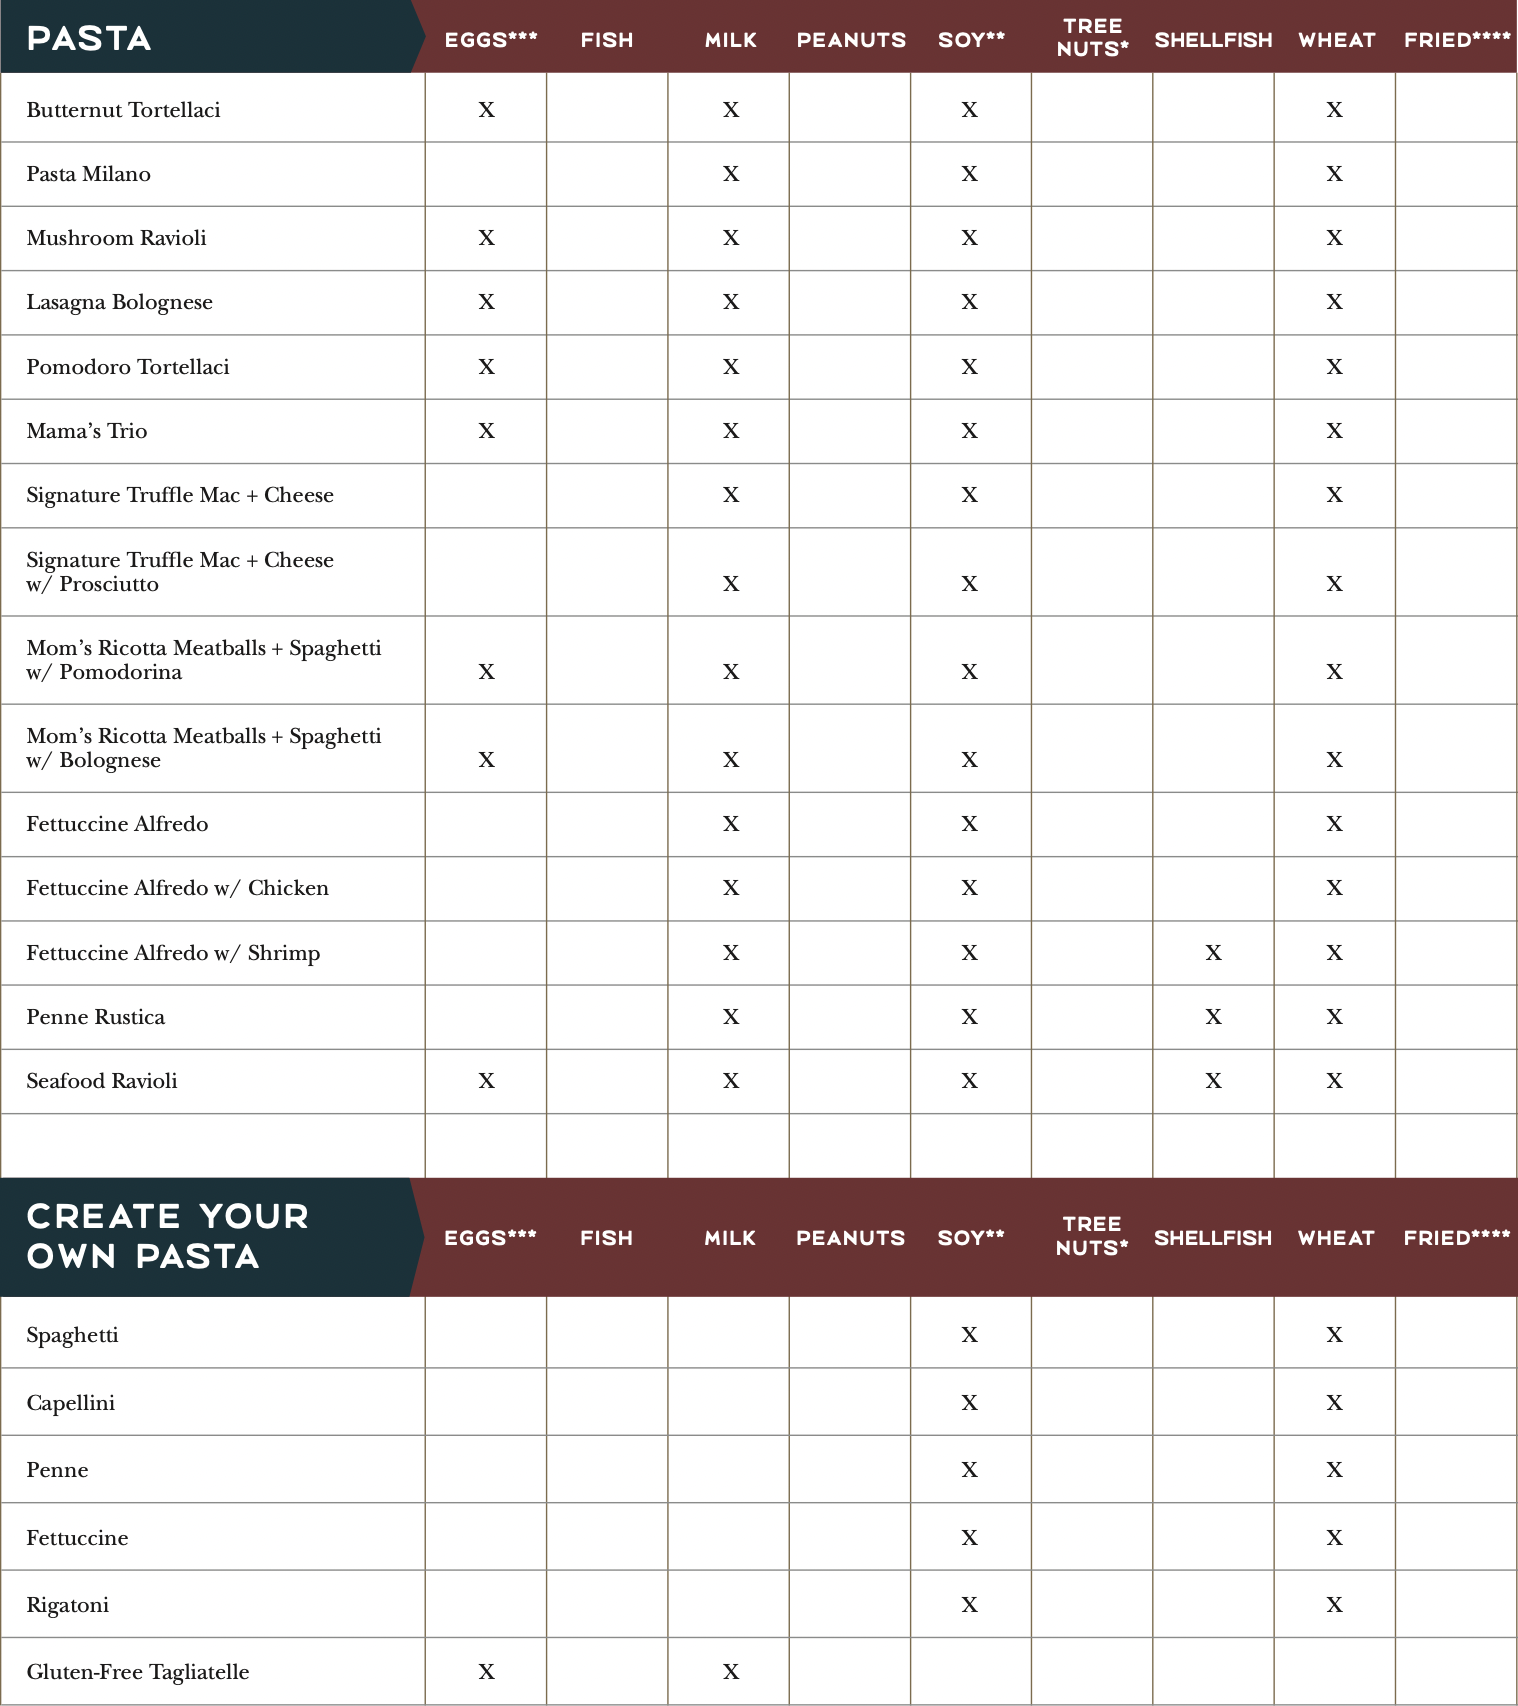 PASTA EGGS*** FISH MILK PEANUTS SOY** TREE NUTS* SHELLFISH WHEAT FRIED****
Butternut Tortellaci X X X X
Pasta Milano X X X
Mushroom Ravioli X X X X
Lasagna Bolognese X X X X
Pomodoro Tortellaci X X X X
Mama’s Trio X X X X
Signature Truffle Mac + Cheese X X X
Signature Truffle Mac + Cheese
w/ Prosciutto X X X
Mom’s Ricotta Meatballs + Spaghetti
w/ Pomodorina X X X X
Mom’s Ricotta Meatballs + Spaghetti
w/ Bolognese X X X X
Fettuccine Alfredo X X X
Fettuccine Alfredo w/ Chicken X X X
Fettuccine Alfredo w/ Shrimp X X X X
Penne Rustica X X X X
Seafood Ravioli X X X X X
CREATE YOUR
OWN PASTA EGGS*** FISH MILK PEANUTS SOY** TREE NUTS* SHELLFISH WHEAT FRIED****
Spaghetti X X
Capellini X X
Penne X X
Fettuccine X X
Rigatoni X X
Gluten-Free Tagliatelle X X